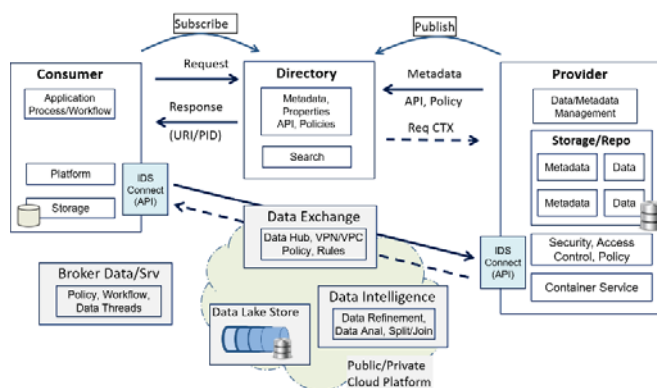 Subscribe
Publish
Consumer
Application
Process/Workflow
Platform
Storage
IDS
Connect
(API)
Request
Response
(URI/PID)
Directory
Metadata,
Properties
API, Policies
Search
Metadata
API, Policy
Req CTX
Provider
Data/Metadata
Management
Storage/Repo
Metadata
Data
Metadata
Data
Security, Access
Control, Policy
Container Service
IDS
Connect
(API)
Data Exchange
Data Hub, VPN/VPC
Policy, Rules
Broker Data/Srv
Policy, Workflow,
Data Threads
Data Lake Store
Data Intelligence
Data Refinement,
Data Anal, Split/Join
Public/Private
Cloud Platform